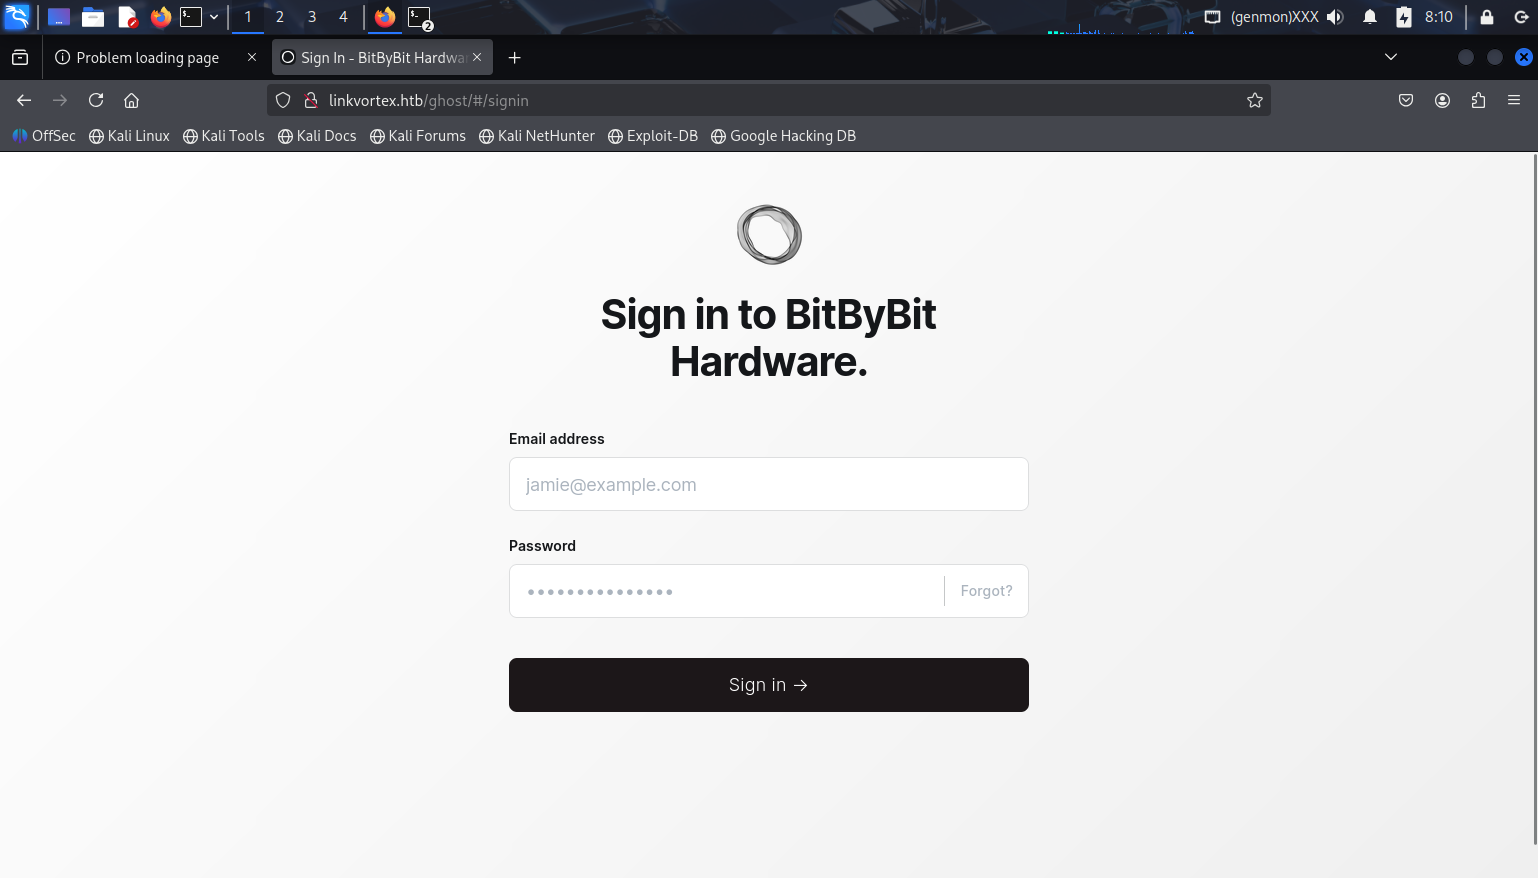 1 2 3 4 2 (genmon)XXX 8:10
Problem loading page Sign In - BitByBit Hardwa
linkvortex.htb/ghost/#/signin
OffSec Kali Linux Kali Tools Kali Docs Kali Forums Kali NetHunter Exploit-DB Google Hacking DB
Sign in to BitByBit
Hardware.
Email address
jamie@example.com
Password
••••••••••••••• Forgot?
Sign in →